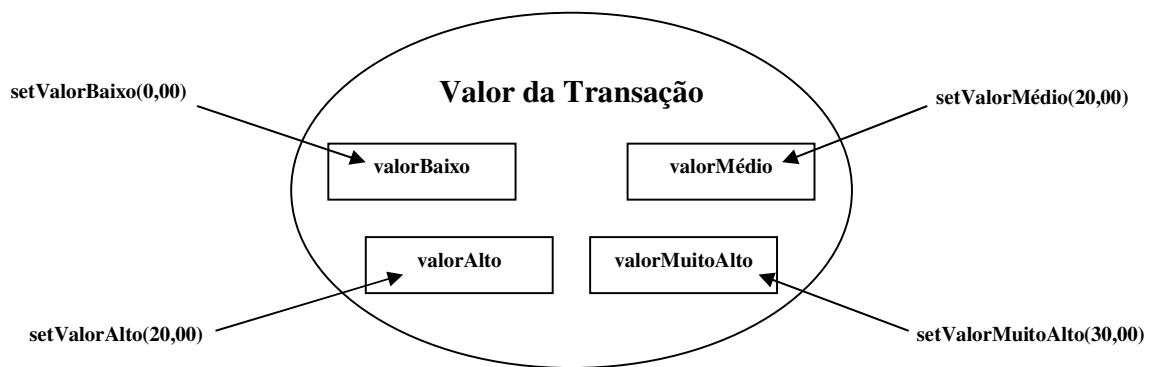 Valor da Transação
setValorBaixo(0,00)
setValorMédio(20,00)
valorBaixo
valorMédio
valorAlto
valorMuitoAlto
setValorAlto(20,00)
setValorMuitoAlto(30,00)